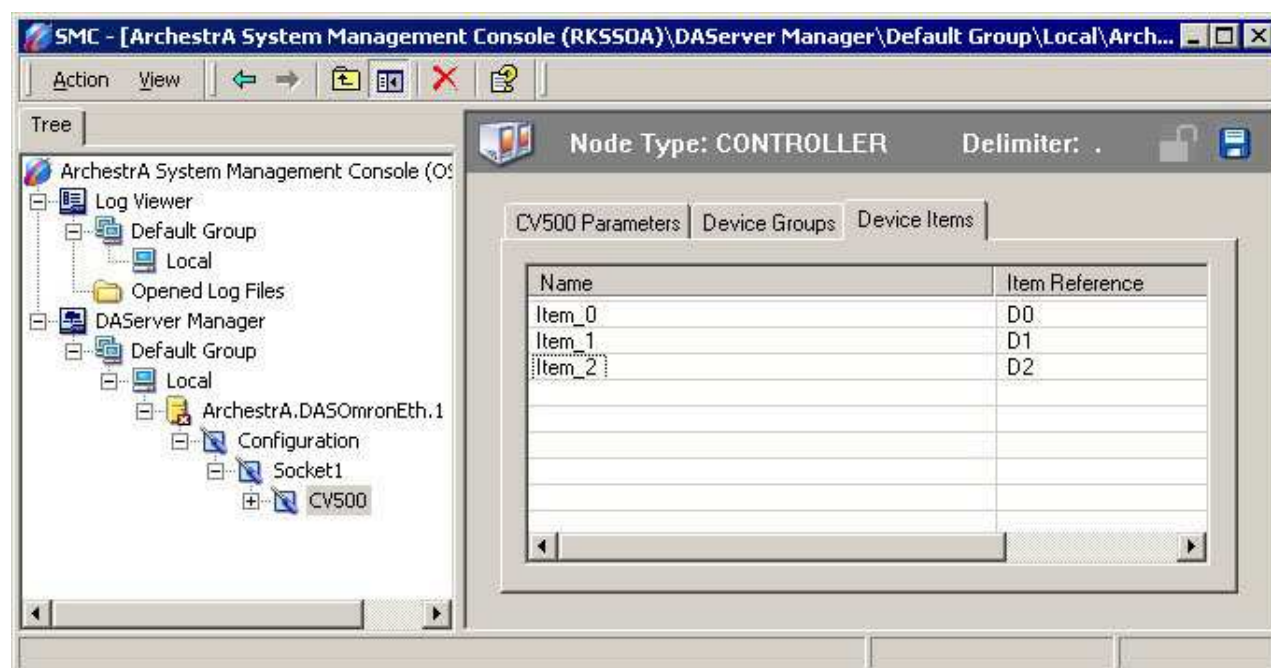 SMC - [ArchestrA System Management Console (RKSSOA)\DAServer Manager\Default Group\Local\Arch...
Action View
Tree
ArchestrA System Management Console (O
Log Viewer
Default Group
Local
Opened Log Files
DAServer Manager
Default Group
Local
ArchestrA.DASOmronEth.1
Configuration
Socket1
CV500
Node Type: CONTROLLER Delimiter: .
CV500 Parameters Device Groups Device Items
Name Item Reference
Item_0 D0
Item_1 D1
Item_2 D2